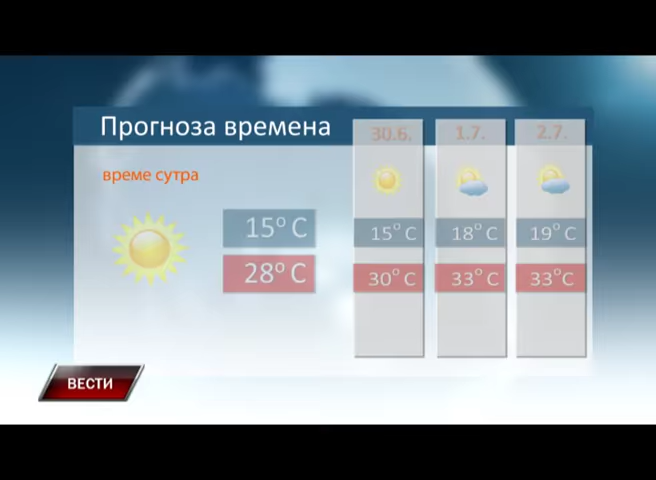 Прогноза времена
30.6. 1.7. 2.7.
време сутра
15° C
28° C
15° C 18° C 19° C
30° C 33° C 33° C
ВЕСТИ